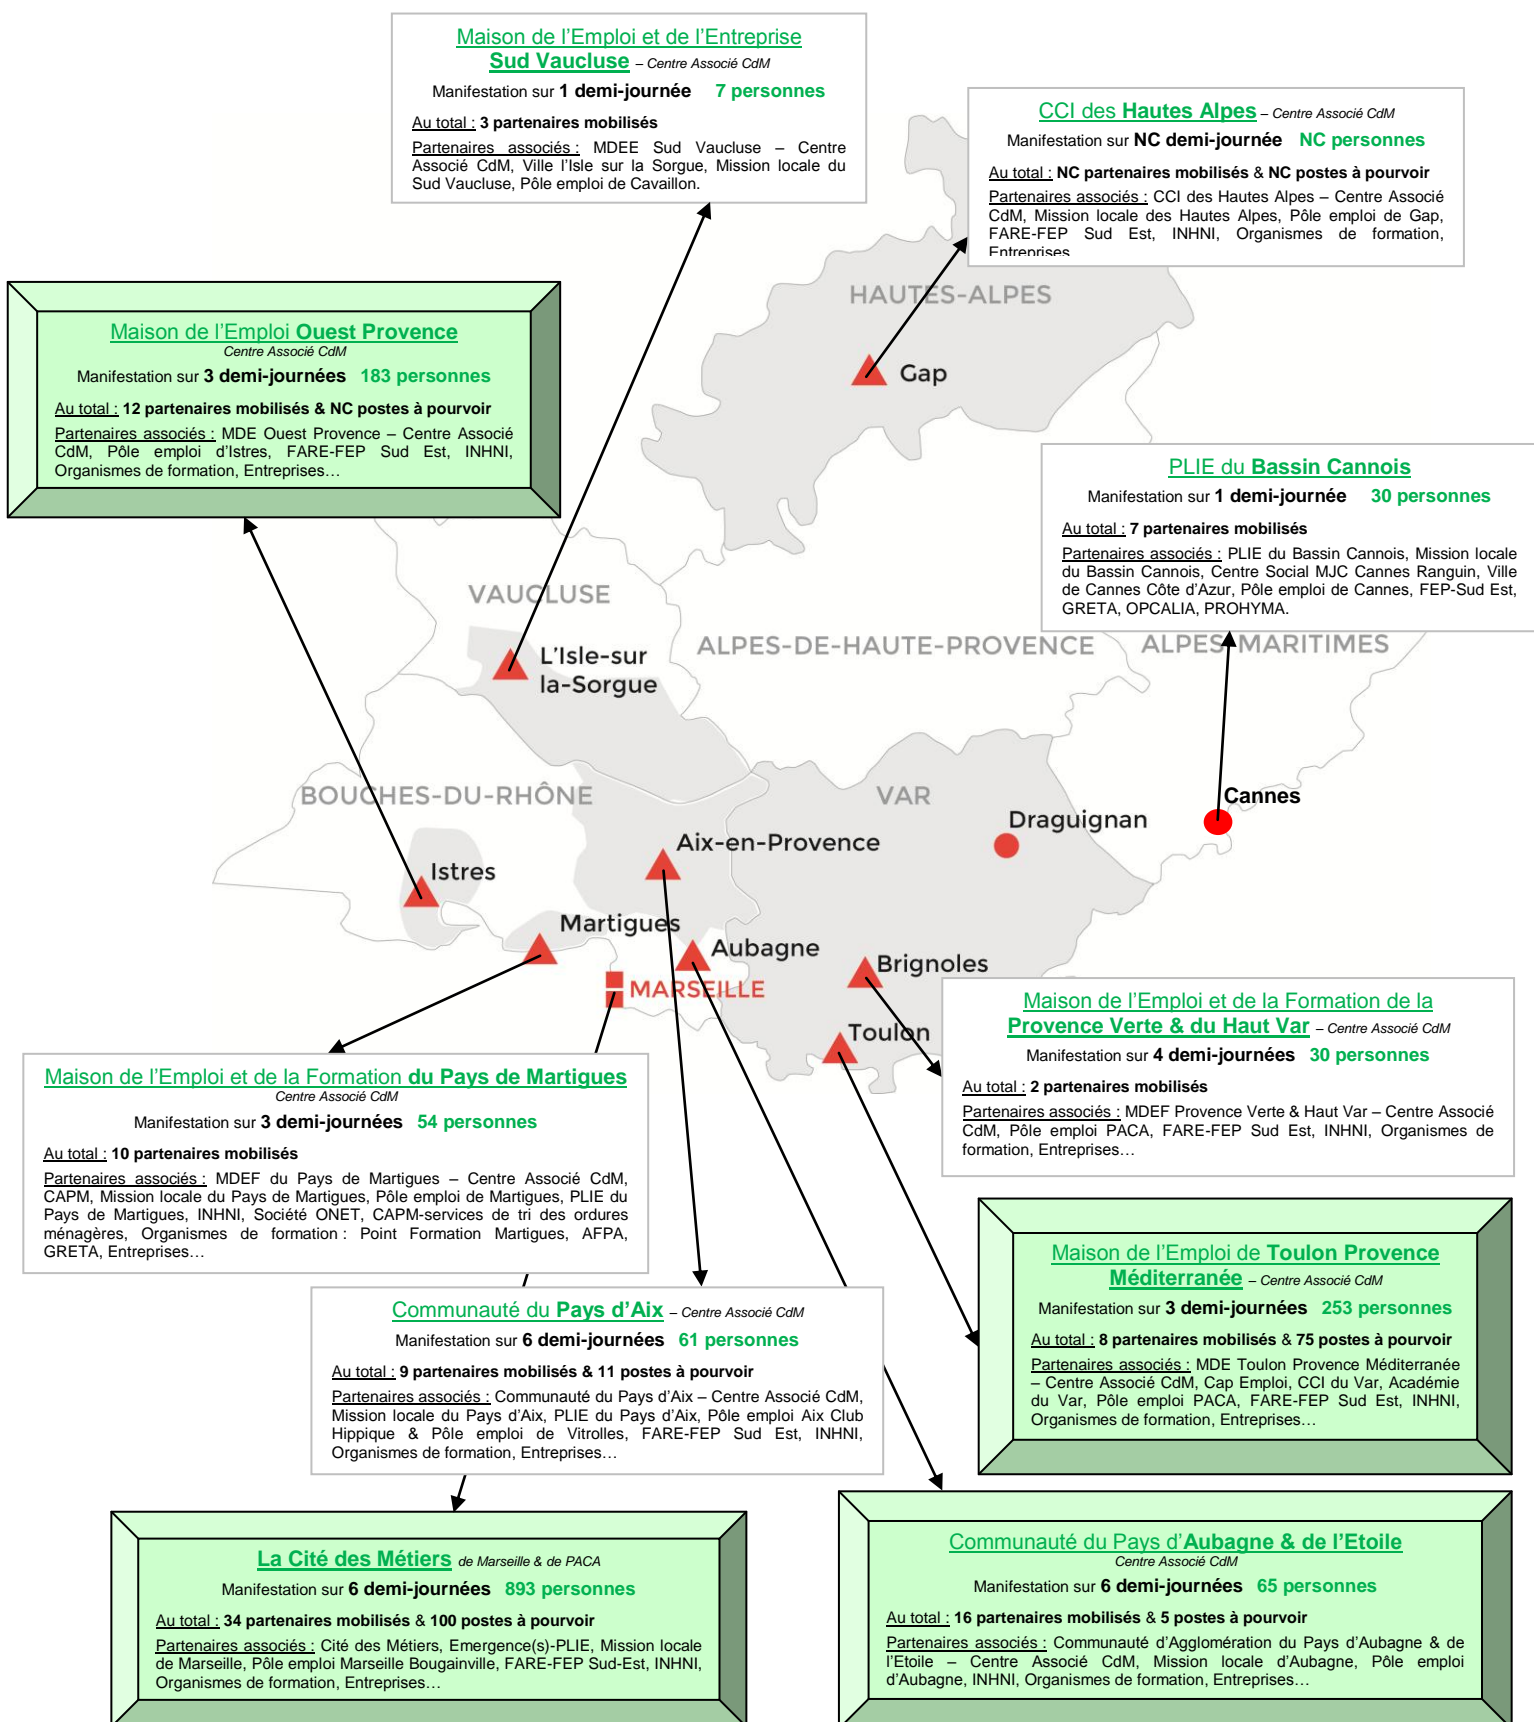 Maison de l'Emploi et de l'Entreprise
Sud Vaucluse – Centre Associé CdM
Manifestation sur 1 demi-journée 7 personnes
Au total : 3 partenaires mobilisés
Partenaires associés : MDEE Sud Vaucluse – Centre
Associé CdM, Ville l'Isle sur la Sorgue, Mission locale du
Sud Vaucluse, Pôle emploi de Cavaillon.
CCI des Hautes Alpes – Centre Associé CdM
Manifestation sur NC demi-journée NC personnes
Au total : NC partenaires mobilisés & NC postes à pourvoir
Partenaires associés : CCI des Hautes Alpes – Centre Associé
CdM, Mission locale des Hautes Alpes, Pôle emploi de Gap,
FARE-FEP Sud Est, INHNI, Organismes de formation,
Entreprises
HAUTES-ALPES
Gap
Maison de l'Emploi Ouest Provence
Centre Associé CdM
Manifestation sur 3 demi-journées 183 personnes
Au total : 12 partenaires mobilisés & NC postes à pourvoir
Partenaires associés : MDE Ouest Provence – Centre Associé
CdM, Pôle emploi d'Istres, FARE-FEP Sud Est, INHNI,
Organismes de formation, Entreprises…
PLIE du Bassin Cannois
Manifestation sur 1 demi-journée 30 personnes
Au total : 7 partenaires mobilisés
Partenaires associés : PLIE du Bassin Cannois, Mission locale
du Bassin Cannois, Centre Social MJC Cannes Ranguin, Ville
de Cannes Côte d'Azur, Pôle emploi de Cannes, FEP-Sud Est,
GRETA, OPCALIA, PROHYMA.
VAUCLUSE
L'Isle-sur
la-Sorgue
ALPES-DE-HAUTE-PROVENCE
ALPES-MARITIMES
BOUCHES-DU-RHÔNE
VAR
Cannes
Draguignan
Aix-en-Provence
Istres
Martigues
Aubagne
Brignoles
MARSEILLE
Toulon
Maison de l'Emploi et de la Formation de la
Provence Verte & du Haut Var – Centre Associé CdM
Manifestation sur 4 demi-journées 30 personnes
Au total : 2 partenaires mobilisés
Partenaires associés : MDEF Provence Verte & Haut Var – Centre Associé
CdM, Pôle emploi PACA, FARE-FEP Sud Est, INHNI, Organismes de
formation, Entreprises…
Maison de l'Emploi et de la Formation du Pays de Martigues
Centre Associé CdM
Manifestation sur 3 demi-journées 54 personnes
Au total : 10 partenaires mobilisés
Partenaires associés : MDEF du Pays de Martigues – Centre Associé CdM,
CAPM, Mission locale du Pays de Martigues, Pôle emploi de Martigues, PLIE du
Pays de Martigues, INHNI, Société ONET, CAPM-services de tri des ordures
ménagères, Organismes de formation : Point Formation Martigues, AFPA,
GRETA, Entreprises…
Maison de l'Emploi de Toulon Provence
Méditerranée – Centre Associé CdM
Manifestation sur 3 demi-journées 253 personnes
Au total : 8 partenaires mobilisés & 75 postes à pourvoir
Partenaires associés : MDE Toulon Provence Méditerranée
– Centre Associé CdM, Cap Emploi, CCI du Var, Académie
du Var, Pôle emploi PACA, FARE-FEP Sud Est, INHNI,
Organismes de formation, Entreprises…
Communauté du Pays d'Aix – Centre Associé CdM
Manifestation sur 6 demi-journées 61 personnes
Au total : 9 partenaires mobilisés & 11 postes à pourvoir
Partenaires associés : Communauté du Pays d'Aix – Centre Associé CdM,
Mission locale du Pays d'Aix, PLIE du Pays d'Aix, Pôle emploi Aix Club
Hippique & Pôle emploi de Vitrolles, FARE-FEP Sud Est, INHNI,
Organismes de formation, Entreprises…
La Cité des Métiers de Marseille & de PACA
Manifestation sur 6 demi-journées 893 personnes
Au total : 34 partenaires mobilisés & 100 postes à pourvoir
Partenaires associés : Cité des Métiers, Emergence(s)-PLIE, Mission locale
de Marseille, Pôle emploi Marseille Bougainville, FARE-FEP Sud-Est, INHNI,
Organismes de formation, Entreprises…
Communauté du Pays d'Aubagne & de l'Etoile
Centre Associé CdM
Manifestation sur 6 demi-journées 65 personnes
Au total : 16 partenaires mobilisés & 5 postes à pourvoir
Partenaires associés : Communauté d'Agglomération du Pays d'Aubagne & de
l'Etoile – Centre Associé CdM, Mission locale d'Aubagne, Pôle emploi
d'Aubagne, INHNI, Organismes de formation, Entreprises…